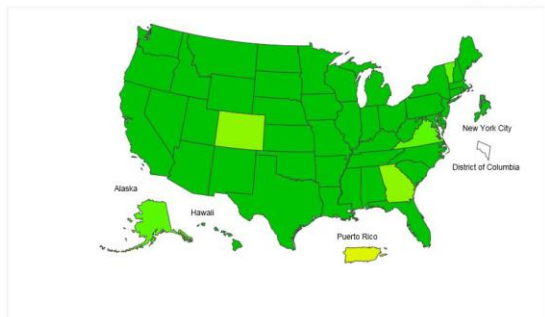 New York City
District of Columbia
Alaska
Hawaii
Puerto Rico